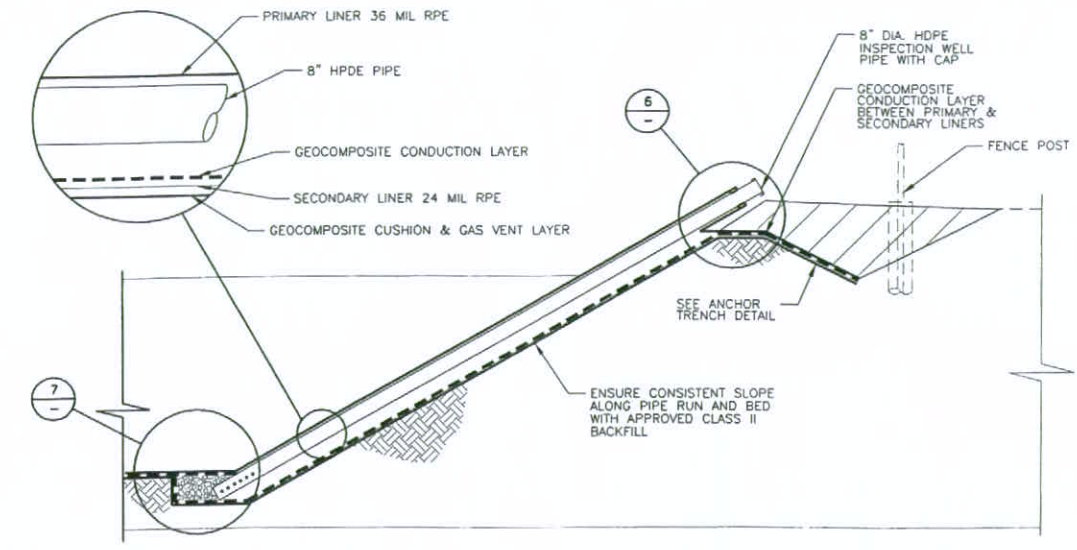 PRIMARY LINER 36 MIL RPE
8" HPDE PIPE
GEOCOMPOSITE CONDUCTION LAYER
SECONDARY LINER 24 MIL RPE
GEOCOMPOSITE CUSHION & GAS VENT LAYER
8" DIA. HDPE
INSPECTION WELL
PIPE WITH CAP
6
-
GEOCOMPOSITE
CONDUCTION LAYER
BETWEEN PRIMARY &
SECONDARY LINERS
FENCE POST
SEE ANCHOR
TRENCH DETAIL
7
-
ENSURE CONSISTENT SLOPE
ALONG PIPE RUN AND BED
WITH APPROVED CLASS II
BACKFILL